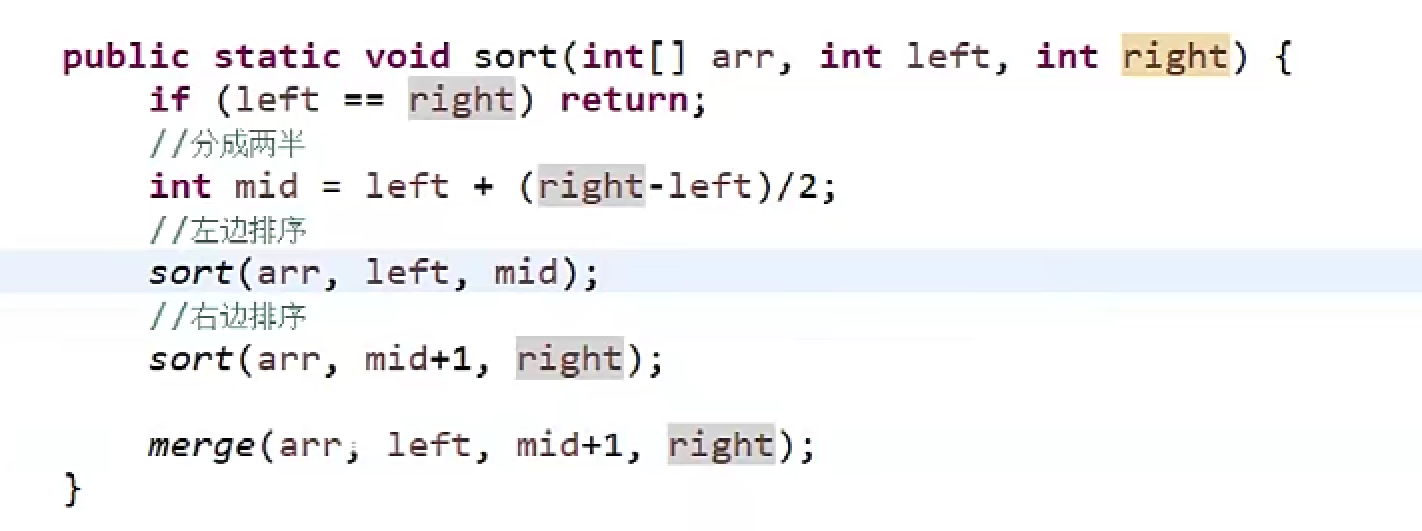 public static void sort(int[] arr, int left, int right) {
if (left == right) return;
//分成两半
int mid = left + (right-left)/2;
//左边排序
sort(arr, left, mid);
//右边排序
sort(arr, mid+1, right);
merge(arr, left, mid+1, right);
}